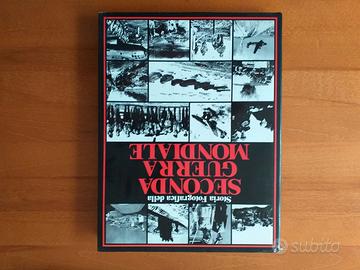 Storia Fotografica della
SECONDA
GUERRA
MONDIALE
subito